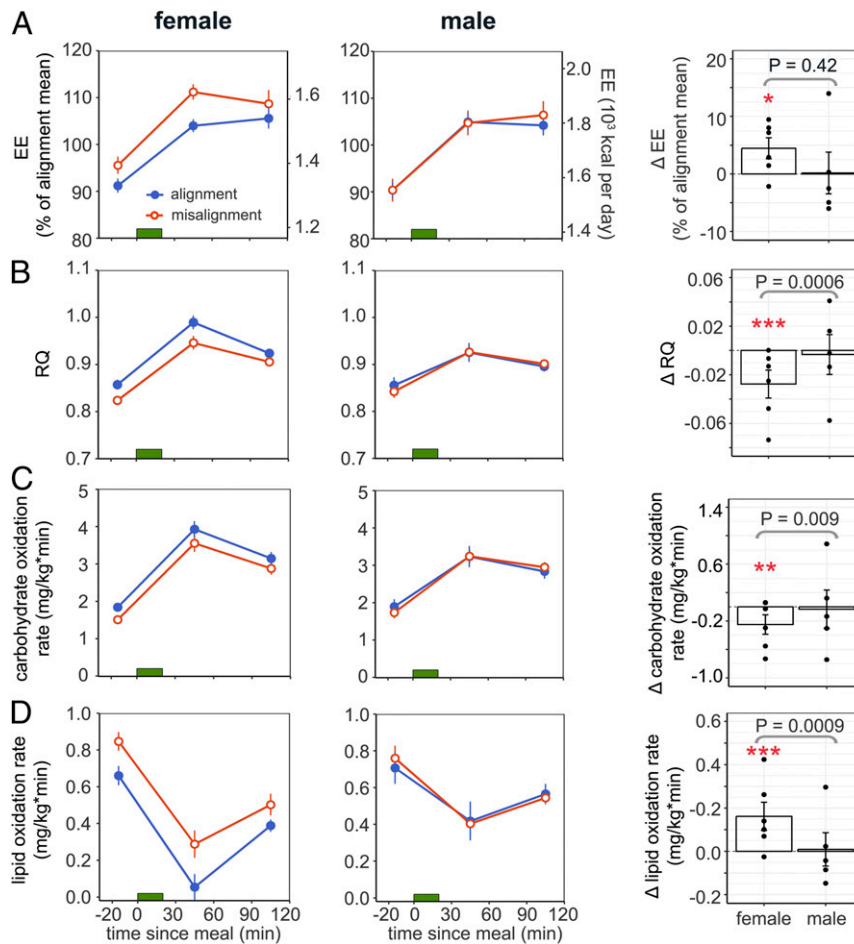 A
female
male
EE
(% of alignment mean)
120
115
110
105
100
95
90
85
80
1.6
1.4
1.2
alignment
misalignment
120
110
100
90
80
2.0
1.8
1.6
1.4
EE (10³ kcal per day)
Δ EE
(% of alignment mean)
20
10
0
-10
P = 0.42
*
B
RQ
1.1
1.0
0.9
0.8
0.7
1.1
1.0
0.9
0.8
0.7
Δ RQ
0.06
0.02
-0.02
-0.06
P = 0.0006
***
C
carbohydrate oxidation
rate (mg/kg*min)
5
4
3
2
1
0
5
4
3
2
1
0
Δ carbohydrate oxidation
rate (mg/kg*min)
1.4
0.6
-0.2
-1.0
P = 0.009
**
D
lipid oxidation rate
(mg/kg*min)
1.0
0.8
0.6
0.4
0.2
0.0
-20 0 30 60 90 120
time since meal (min)
1.0
0.8
0.6
0.4
0.2
0.0
-20 0 30 60 90 120
time since meal (min)
Δ lipid oxidation rate
(mg/kg*min)
0.6
-0.2
0.0
-0.2
P = 0.0009
***
female male